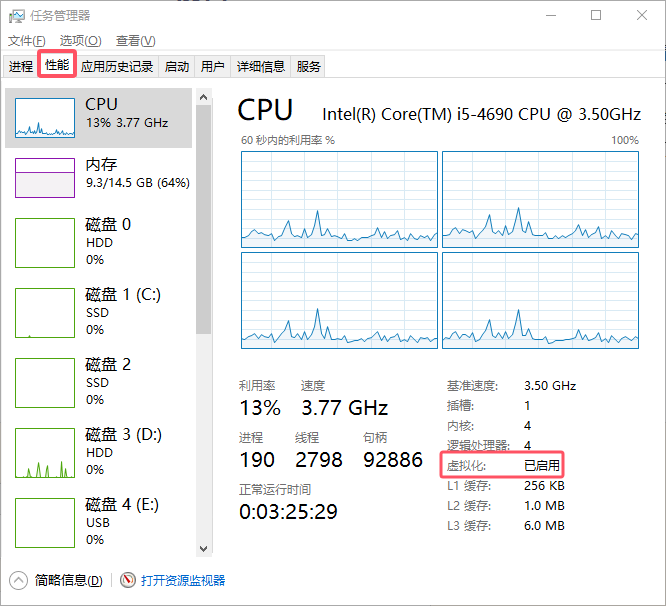 任务管理器
文件(F) 选项(O) 查看(V)
进程 性能 应用历史记录 启动 用户 详细信息 服务
CPU
13% 3.77 GHz
内存
9.3/14.5 GB (64%)
磁盘 0
HDD
0%
磁盘 1 (C:)
SSD
0%
磁盘 2
SSD
0%
磁盘 3 (D:)
HDD
0%
磁盘 4 (E:)
USB
0%
CPU Intel(R) Core(TM) i5-4690 CPU @ 3.50GHz
60 秒内的利用率 % 100%
利用率 速度
13% 3.77 GHz
进程 线程 句柄
190 2798 92886
正常运行时间
0:03:25:29
基准速度: 3.50 GHz
插槽: 1
内核: 4
逻辑处理器: 4
虚拟化: 已启用
L1 缓存: 256 KB
L2 缓存: 1.0 MB
L3 缓存: 6.0 MB
简略信息(D) 打开资源监视器